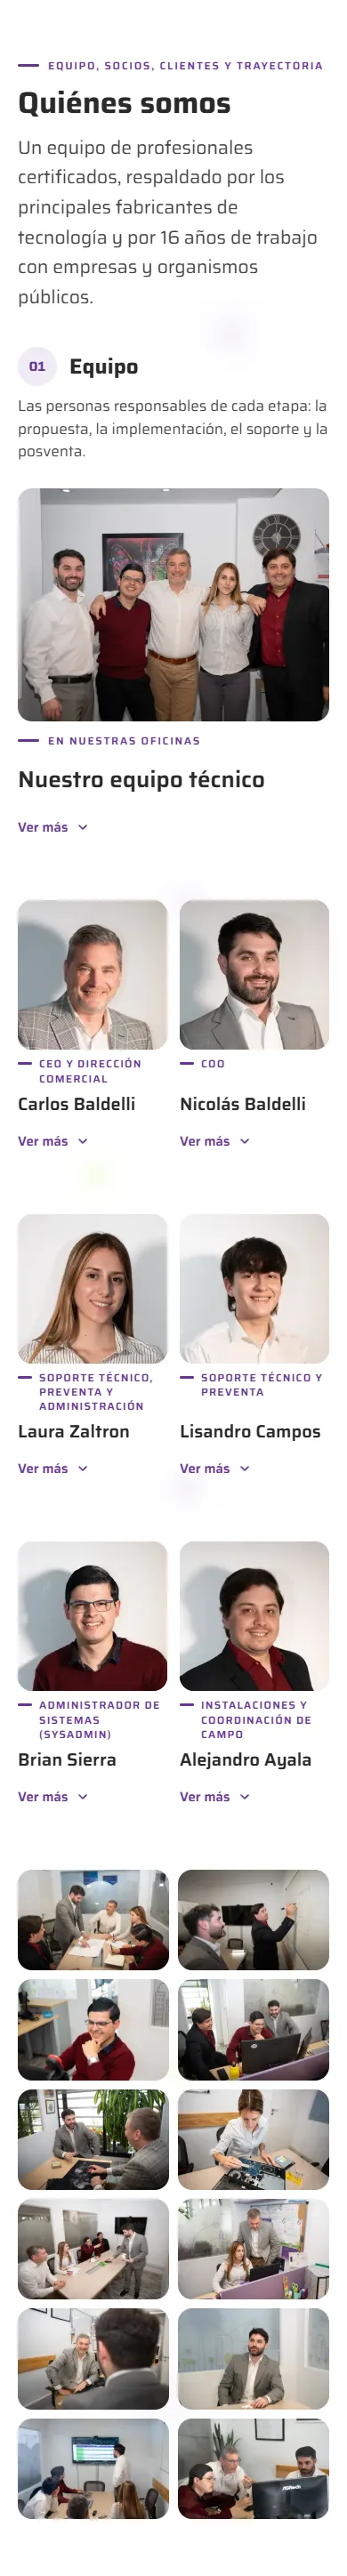 EQUIPO, SOCIOS, CLIENTES Y TRAYECTORIA
Quiénes somos
Un equipo de profesionales
certificados, respaldado por los
principales fabricantes de
tecnología y por 16 años de trabajo
con empresas y organismos
públicos.
01 Equipo
Las personas responsables de cada etapa: la
propuesta, la implementación, el soporte y la
posventa.
EN NUESTRAS OFICINAS
Nuestro equipo técnico
Ver más
CEO Y DIRECCIÓN
COMERCIAL
Carlos Baldelli
Ver más
COO
Nicolás Baldelli
Ver más
SOPORTE TÉCNICO,
PREVENTA Y
ADMINISTRACIÓN
Laura Zaltron
Ver más
SOPORTE TÉCNICO Y
PREVENTA
Lisandro Campos
Ver más
ADMINISTRADOR DE
SISTEMAS
(SYSADMIN)
Brian Sierra
Ver más
INSTALACIONES Y
COORDINACIÓN DE
CAMPO
Alejandro Ayala
Ver más